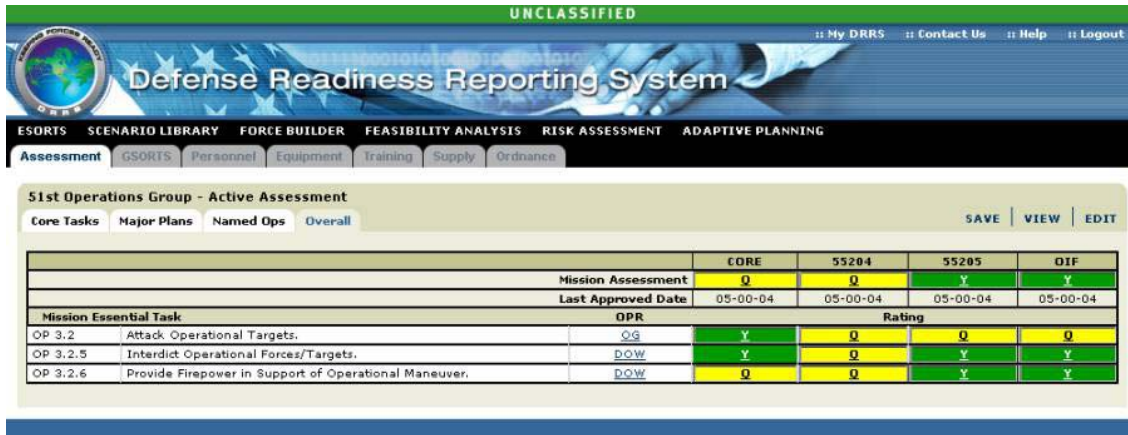 UNCLASSIFIED
:: My DRRS :: Contact Us :: Help :: Logout
KEEPING FORCES READY
DRRS
Defense Readiness Reporting System
ESORTS SCENARIO LIBRARY FORCE BUILDER FEASIBILITY ANALYSIS RISK ASSESSMENT ADAPTIVE PLANNING
Assessment GSORTS Personnel Equipment Training Supply Ordnance
51st Operations Group - Active Assessment
Core Tasks Major Plans Named Ops Overall SAVE | VIEW | EDIT
CORE 55204 55205 OIF
Mission Assessment Q Q Y Y
Last Approved Date 05-00-04 05-00-04 05-00-04 05-00-04
Mission Essential Task OPR Rating
OP 3.2 Attack Operational Targets. OG Y Q Q Q
OP 3.2.5 Interdict Operational Forces/Targets. DOW Y Q Y Y
OP 3.2.6 Provide Firepower in Support of Operational Maneuver. DOW Q Q Y Y